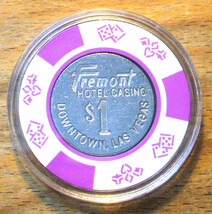 Fremont
HOTEL CASINO
$1
DOWNTOWN, LAS VEGAS